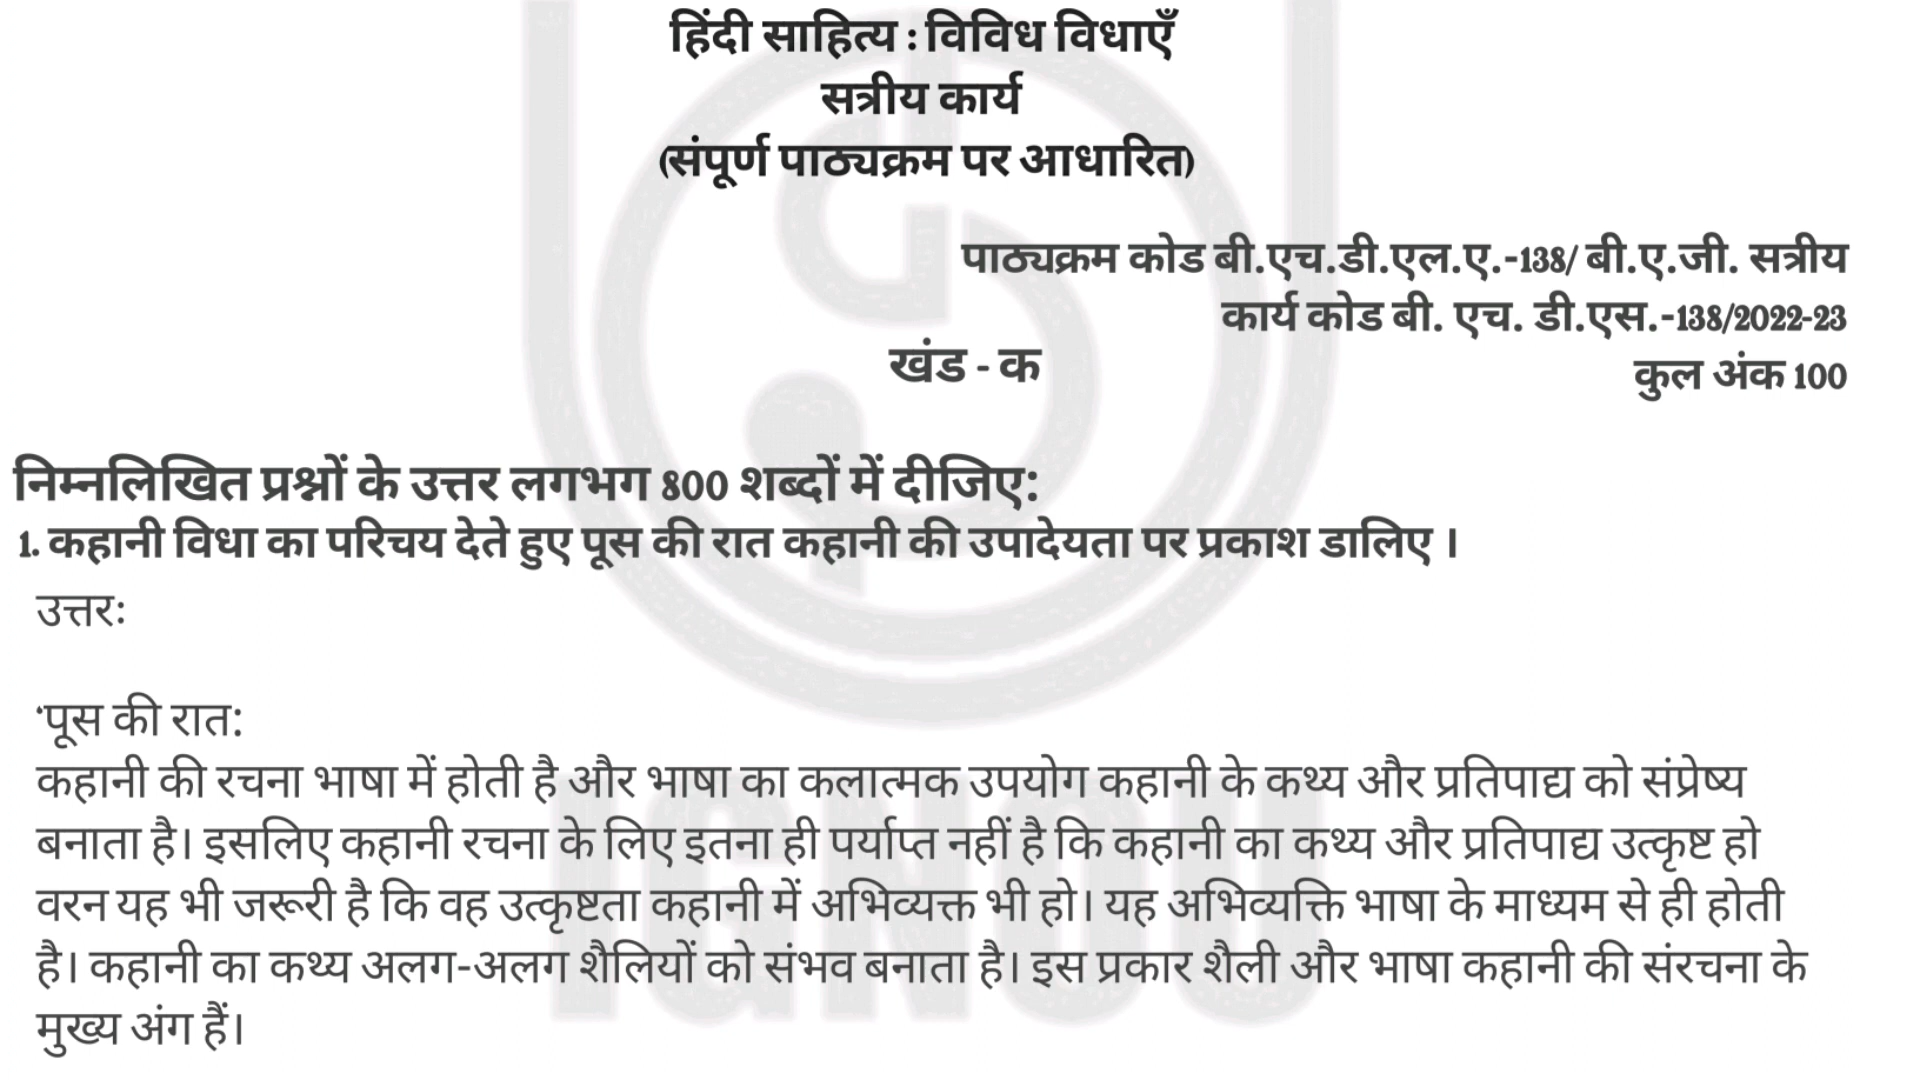 हिंदी साहित्य : विविध विधाएँ
सत्रीय कार्य
(संपूर्ण पाठ्यक्रम पर आधारित)
पाठ्यक्रम कोड बी.एच.डी.एल.ए.-138/ बी.ए.जी. सत्रीय
कार्य कोड बी. एच. डी.एस.-138/2022-23
खंड - क
कुल अंक 100
निम्नलिखित प्रश्नों के उत्तर लगभग 800 शब्दों में दीजिए:
1. कहानी विधा का परिचय देते हुए पूस की रात कहानी की उपादेयता पर प्रकाश डालिए ।
उत्तरः
‘पूस की रात:
कहानी की रचना भाषा में होती है और भाषा का कलात्मक उपयोग कहानी के कथ्य और प्रतिपाद्य को संप्रेष्य
बनाता है। इसलिए कहानी रचना के लिए इतना ही पर्याप्त नहीं है कि कहानी का कथ्य और प्रतिपाद्य उत्कृष्ट हो
वरन यह भी जरूरी है कि वह उत्कृष्टता कहानी में अभिव्यक्त भी हो। यह अभिव्यक्ति भाषा के माध्यम से ही होती
है। कहानी का कथ्य अलग-अलग शैलियों को संभव बनाता है। इस प्रकार शैली और भाषा कहानी की संरचना के
मुख्य अंग हैं।
IGNOU